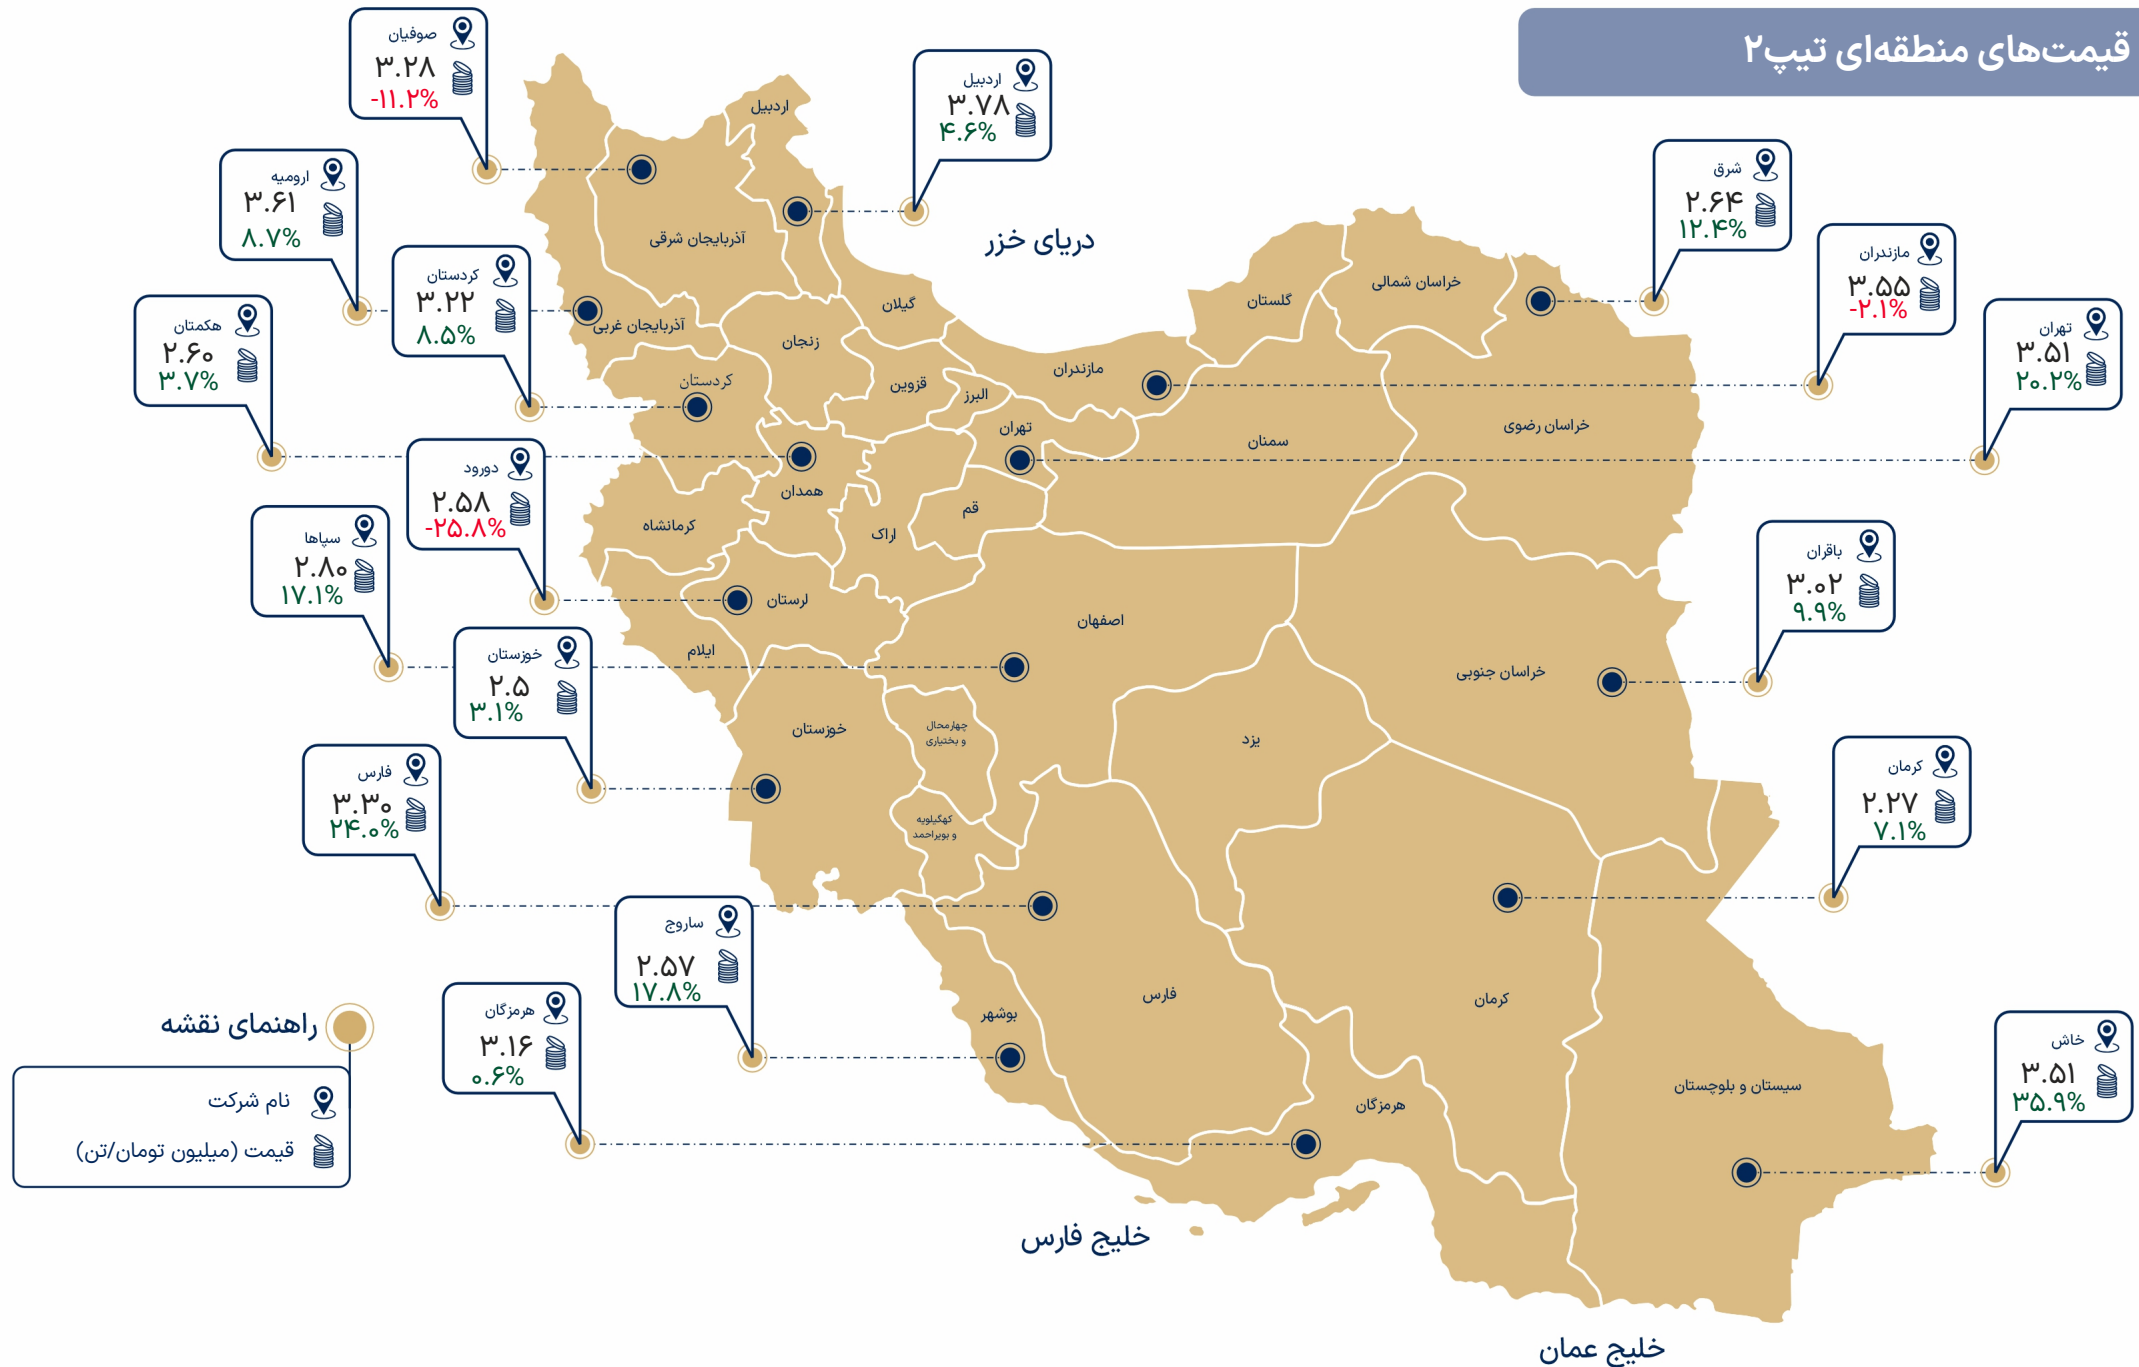 قیمت‌های منطقه‌ای تیپ۲
صوفیان
۳.۲۸
-۱۱.۲%
اردبیل
۳.۷۸
۴.۶%
ارومیه
۳.۶۱
۸.۷%
شرق
۲.۶۴
۱۲.۴%
کردستان
۳.۲۲
۸.۵%
مازندران
۳.۵۵
-۲.۱%
هکمتان
۲.۶۰
۳.۷%
تهران
۳.۵۱
۲۰.۲%
دورود
۲.۵۸
-۲۵.۸%
سپاها
۲.۸۰
۱۷.۱%
باقران
۳.۰۲
۹.۹%
خوزستان
۲.۵
۳.۱%
فارس
۳.۳۰
۲۴.۰%
کرمان
۲.۲۷
۷.۱%
ساروج
۲.۵۷
۱۷.۸%
هرمزگان
۳.۱۶
۰.۶%
خاش
۳.۵۱
۳۵.۹%
اردبیل
آذربایجان شرقی
دریای خزر
آذربایجان غربی
گیلان
گلستان
خراسان شمالی
زنجان
کردستان
قزوین
البرز
مازندران
تهران
سمنان
خراسان رضوی
همدان
کرمانشاه
اراک
قم
لرستان
ایلام
اصفهان
خراسان جنوبی
خوزستان
چهارمحال
و بختیاری
یزد
کهگیلویه
و بویراحمد
فارس
کرمان
بوشهر
هرمزگان
سیستان و بلوچستان
خلیج فارس
خلیج عمان
راهنمای نقشه
نام شرکت
قیمت (میلیون تومان/تن)